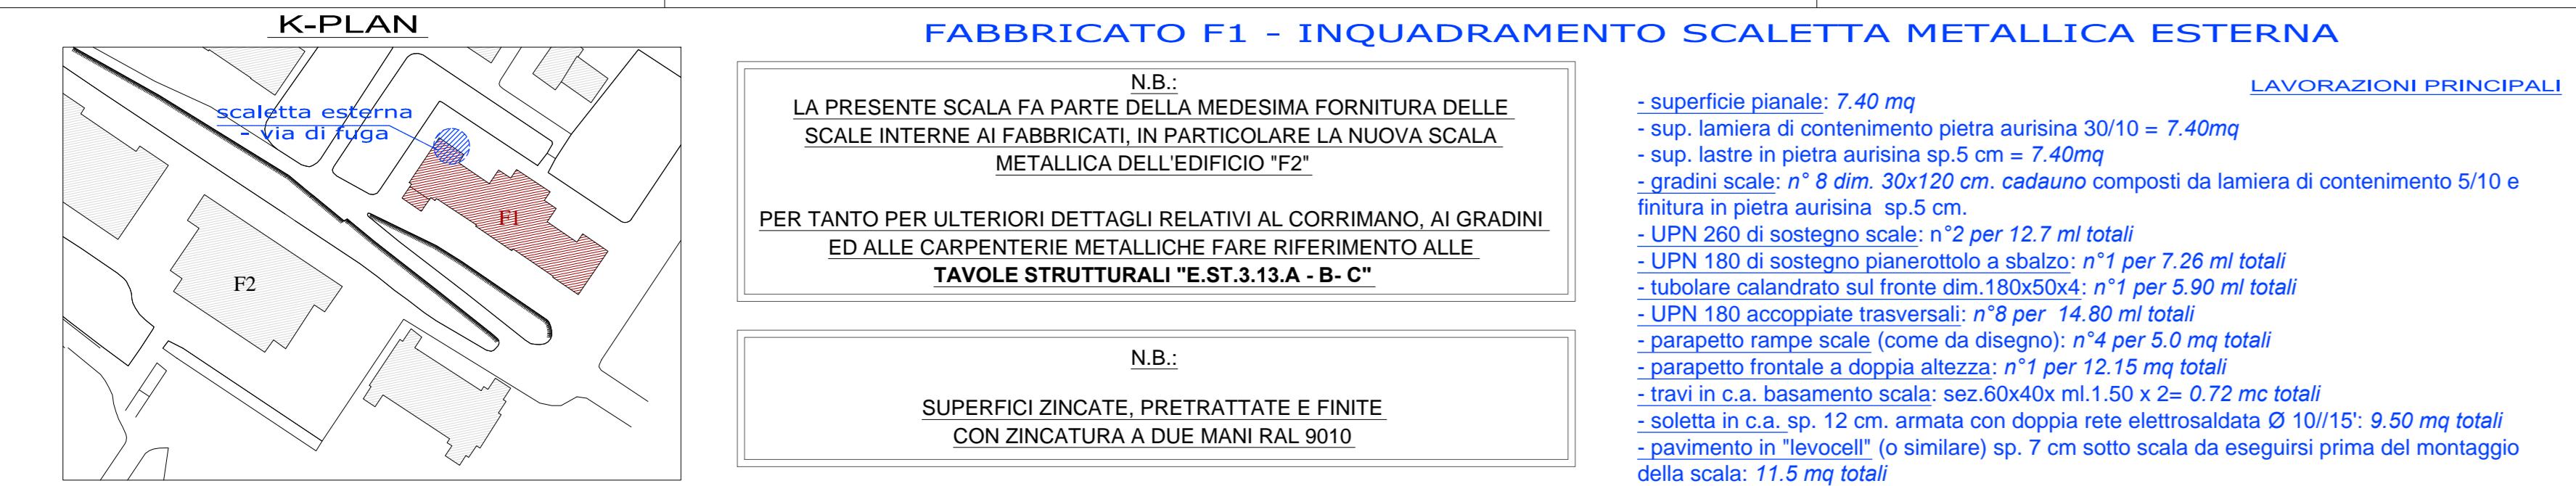 K-PLAN
scaletta esterna
- via di fuga
F1
F2
FABBRICATO F1 - INQUADRAMENTO SCALETTA METALLICA ESTERNA
N.B.:
LA PRESENTE SCALA FA PARTE DELLA MEDESIMA FORNITURA DELLE
SCALE INTERNE AI FABBRICATI, IN PARTICOLARE LA NUOVA SCALA
METALLICA DELL'EDIFICIO "F2"
PER TANTO PER ULTERIORI DETTAGLI RELATIVI AL CORRIMANO, AI GRADINI
ED ALLE CARPENTERIE METALLICHE FARE RIFERIMENTO ALLE
TAVOLE STRUTTURALI "E.ST.3.13.A - B- C"
N.B.:
SUPERFICI ZINCATE, PRETRATTATE E FINITE
CON ZINCATURA A DUE MANI RAL 9010
LAVORAZIONI PRINCIPALI
- superficie pianale: 7.40 mq
- sup. lamiera di contenimento pietra aurisina 30/10 = 7.40mq
- sup. lastre in pietra aurisina sp.5 cm = 7.40mq
- gradini scale: n° 8 dim. 30x120 cm. cadauno composti da lamiera di contenimento 5/10 e
finitura in pietra aurisina  sp.5 cm.
- UPN 260 di sostegno scale: n°2 per 12.7 ml totali
- UPN 180 di sostegno pianerottolo a sbalzo: n°1 per 7.26 ml totali
- tubolare calandrato sul fronte dim.180x50x4: n°1 per 5.90 ml totali
- UPN 180 accoppiate trasversali: n°8 per  14.80 ml totali
- parapetto rampe scale (come da disegno): n°4 per 5.0 mq totali
- parapetto frontale a doppia altezza: n°1 per 12.15 mq totali
- travi in c.a. basamento scala: sez.60x40x ml.1.50 x 2= 0.72 mc totali
- soletta in c.a. sp. 12 cm. armata con doppia rete elettrosaldata Ø 10//15': 9.50 mq totali
- pavimento in "levocell" (o similare) sp. 7 cm sotto scala da eseguirsi prima del montaggio
della scala: 11.5 mq totali